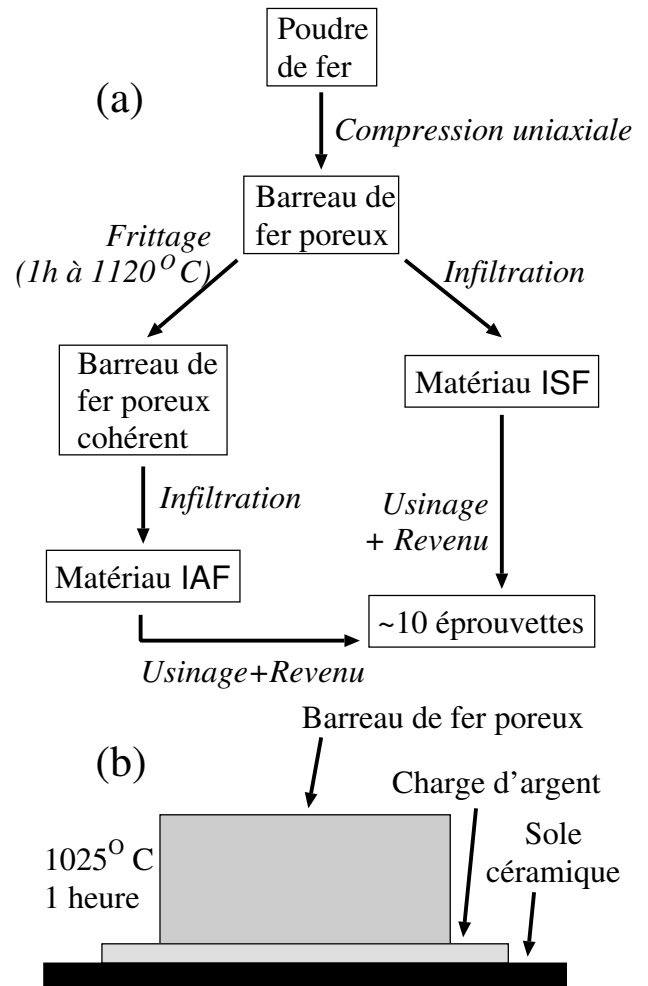 Poudre
de fer
(a)
Compression uniaxiale
Barreau de
fer poreux
Frittage
(1h à 1120° C)
Infiltration
Barreau de
fer poreux
cohérent
Matériau ISF
Infiltration
Usinage
+ Revenu
Matériau IAF
~10 éprouvettes
Usinage+Revenu
Barreau de fer poreux
(b)
Charge d'argent
Sole
céramique
1025° C
1 heure